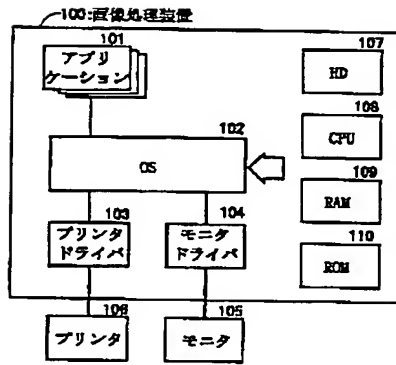 100:画像処理装置
101
アプリ
ケーション
107
HD
102
OS
108
CPU
109
RAM
103
プリンタ
ドライバ
104
モニタ
ドライバ
110
ROM
106
プリンタ
105
モニタ